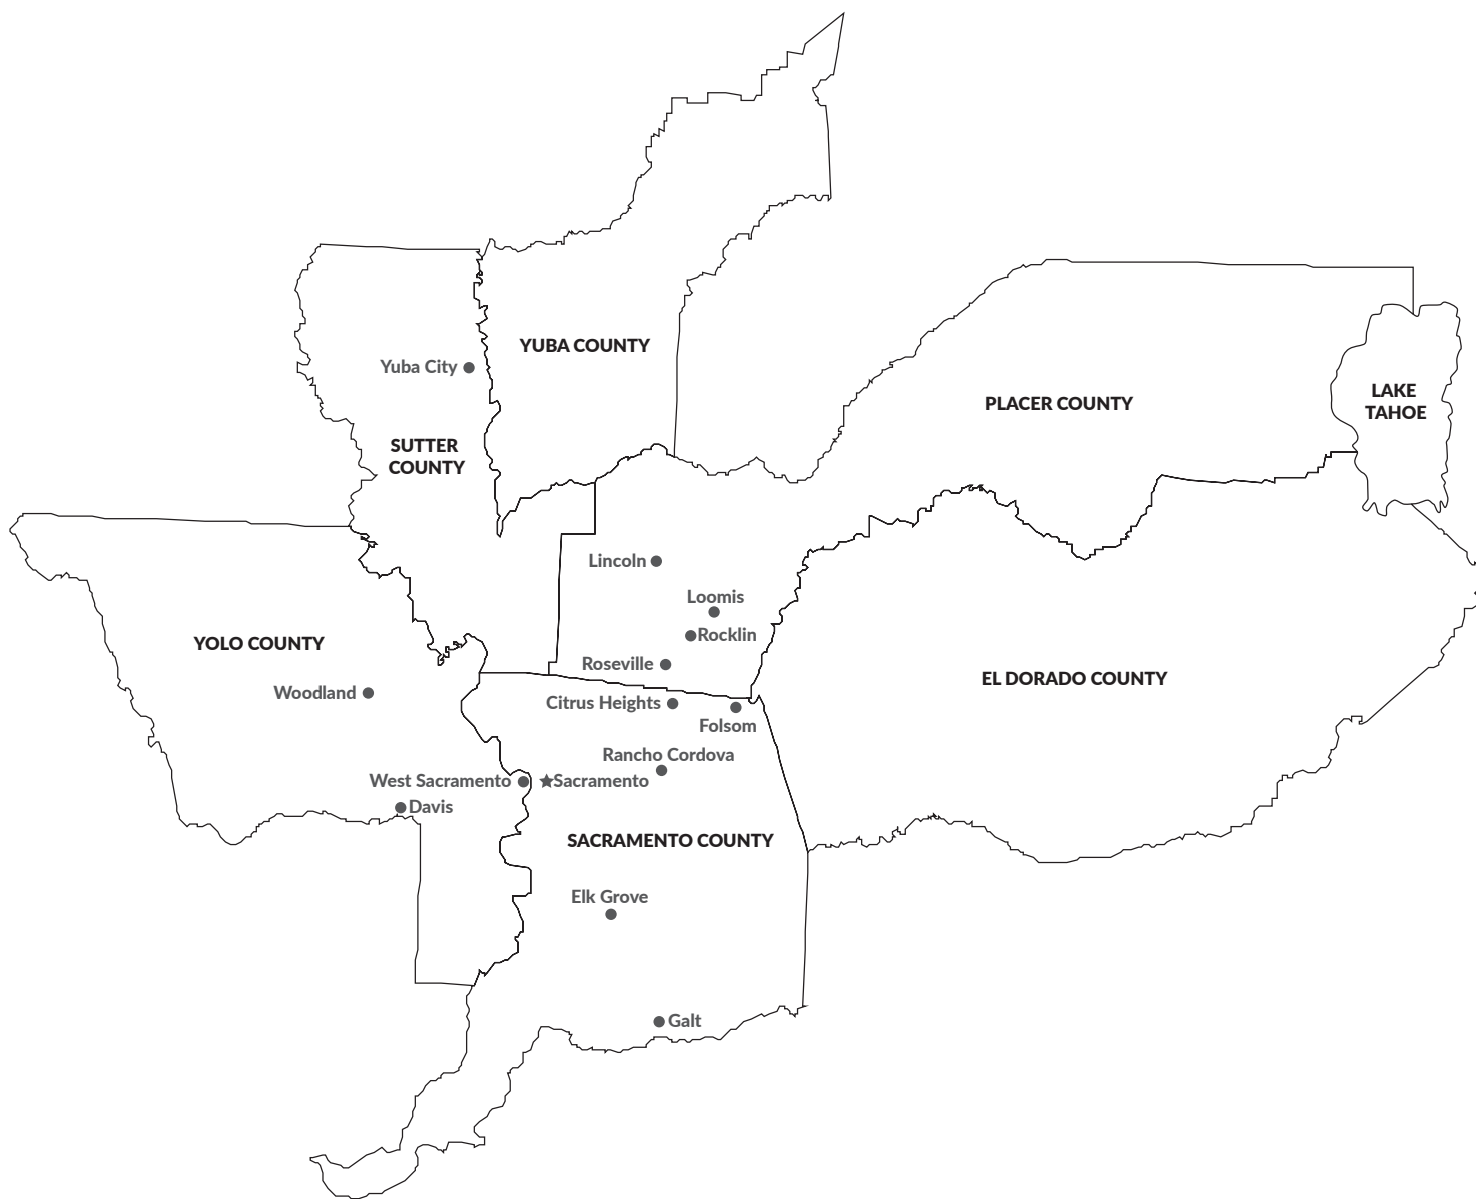 YUBA COUNTY
Yuba City
LAKE
TAHOE
PLACER COUNTY
SUTTER
COUNTY
Lincoln
Loomis
Rocklin
YOLO COUNTY
Roseville
EL DORADO COUNTY
Woodland
Citrus Heights
Folsom
Rancho Cordova
West Sacramento
Sacramento
Davis
SACRAMENTO COUNTY
Elk Grove
Galt